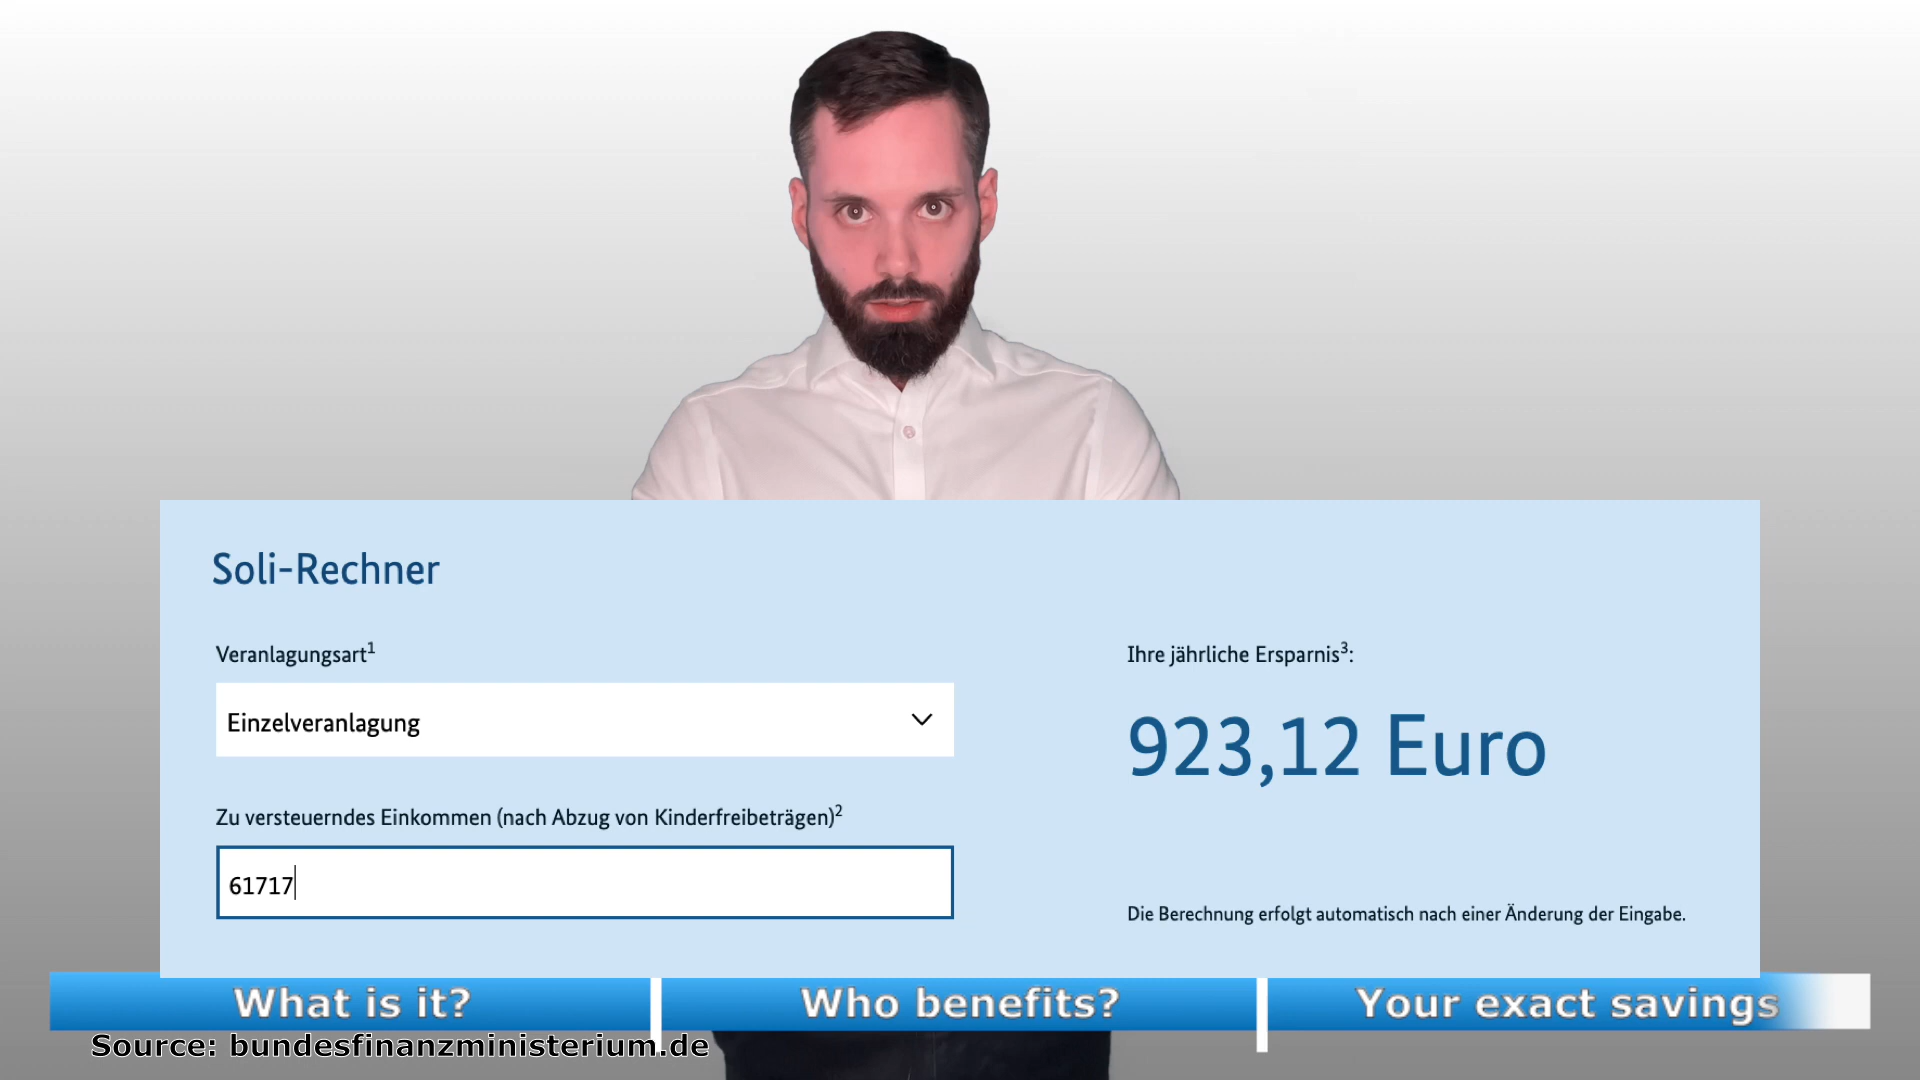 Soli-Rechner
Veranlagungsart¹
Einzelveranlagung
Zu versteuerndes Einkommen (nach Abzug von Kinderfreibeträgen)²
61717
Ihre jährliche Ersparnis³:
923,12 Euro
Die Berechnung erfolgt automatisch nach einer Änderung der Eingabe.
What is it?
Who benefits?
Your exact savings
Source: bundesfinanzministerium.de